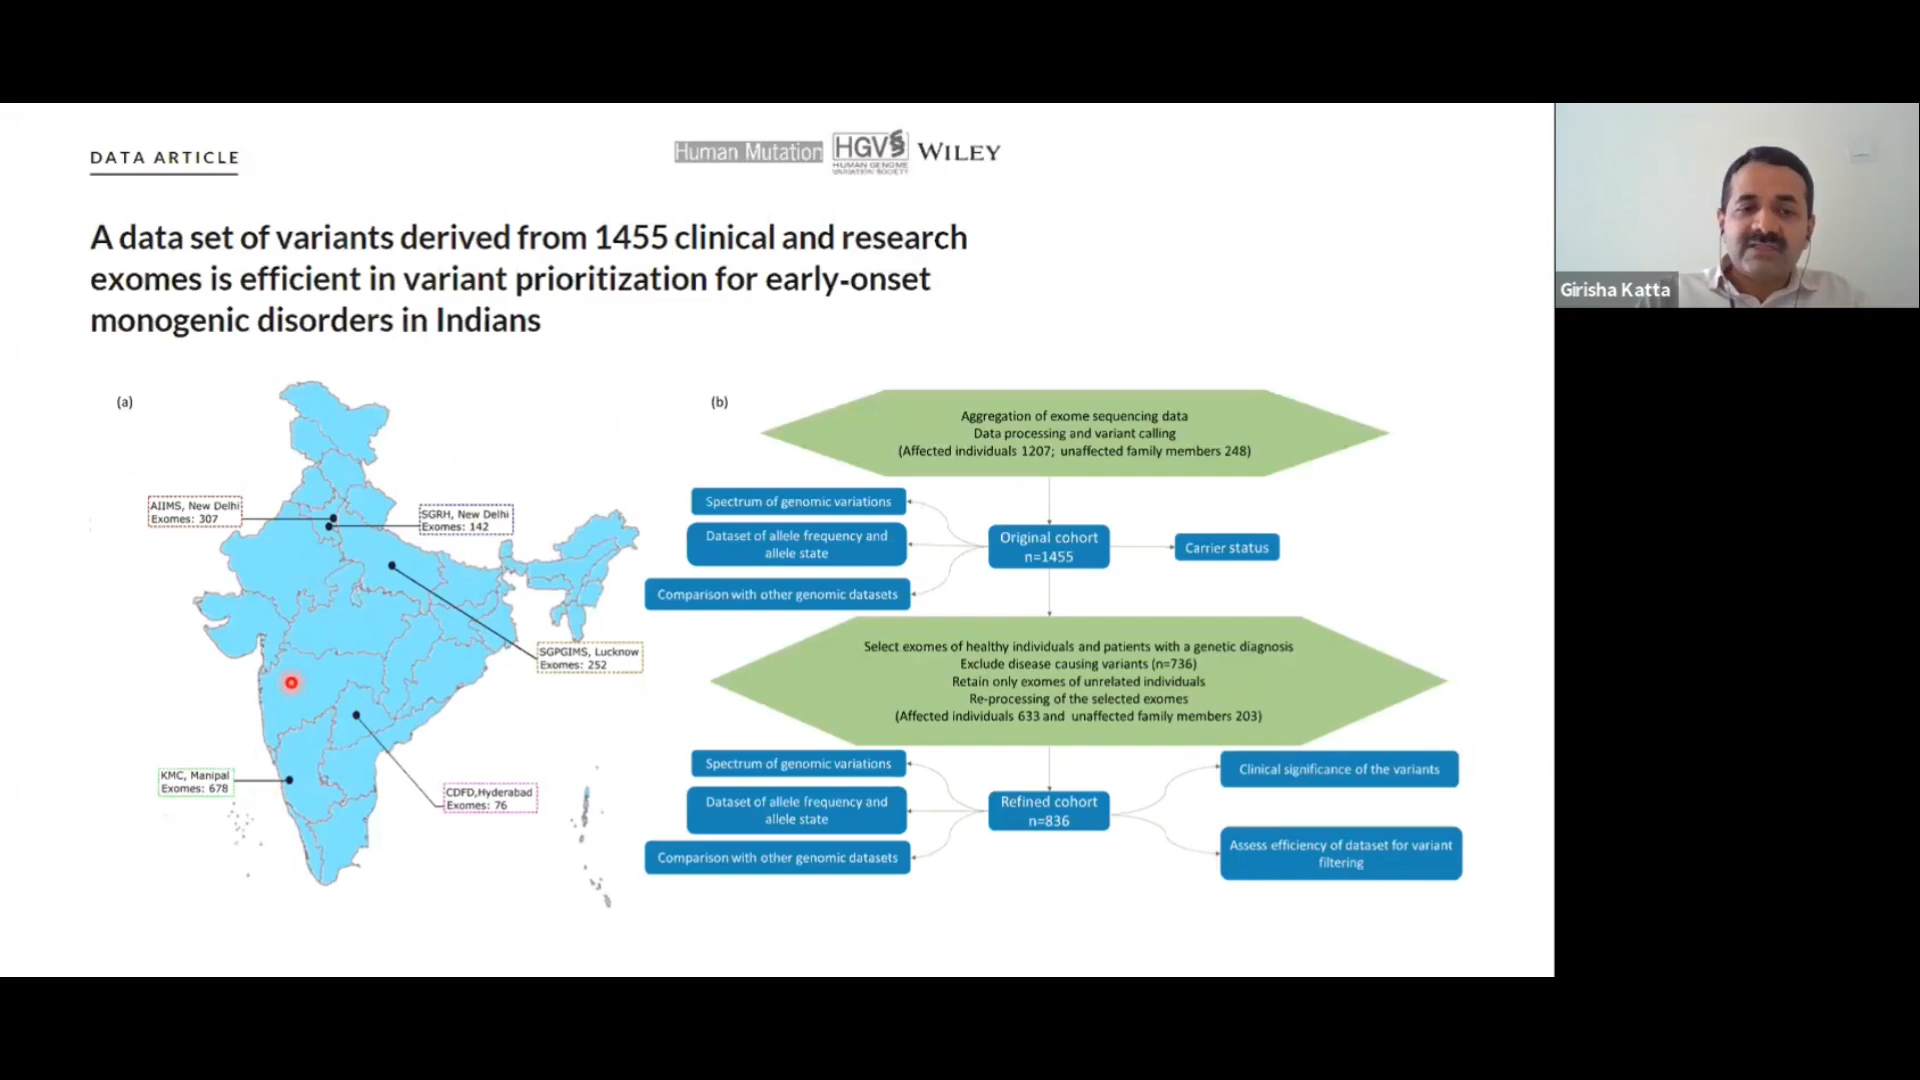 DATA ARTICLE
Human Mutation
HGVS
HUMAN GENOME
VARIATION SOCIETY
WILEY
A data set of variants derived from 1455 clinical and research
exomes is efficient in variant prioritization for early-onset
monogenic disorders in Indians
Girisha Katta
(a)
AIIMS, New Delhi
Exomes: 307
SGRH, New Delhi
Exomes: 142
SGPGIMS, Lucknow
Exomes: 252
KMC, Manipal
Exomes: 678
CDFD,Hyderabad
Exomes: 76
(b)
Aggregation of exome sequencing data
Data processing and variant calling
(Affected individuals 1207; unaffected family members 248)
Spectrum of genomic variations
Dataset of allele frequency and
allele state
Comparison with other genomic datasets
Original cohort
n=1455
Carrier status
Select exomes of healthy individuals and patients with a genetic diagnosis
Exclude disease causing variants (n=736)
Retain only exomes of unrelated individuals
Re-processing of the selected exomes
(Affected individuals 633 and unaffected family members 203)
Spectrum of genomic variations
Dataset of allele frequency and
allele state
Comparison with other genomic datasets
Refined cohort
n=836
Clinical significance of the variants
Assess efficiency of dataset for variant
filtering